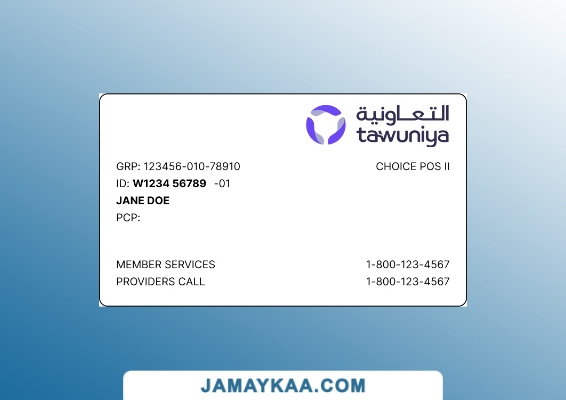 التعاونية
tawuniya
GRP: 123456-010-78910
CHOICE POS II
ID: W1234 56789 -01
JANE DOE
PCP:
MEMBER SERVICES 1-800-123-4567
PROVIDERS CALL 1-800-123-4567
JAMAYKAA.COM